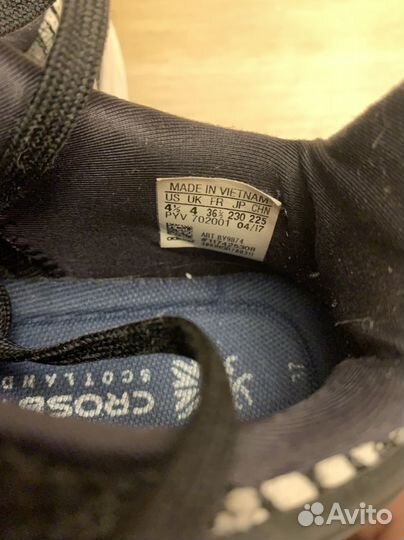 MADE IN VIETNAM
US UK FR JP CHN
4½ 4 36⅔ 230 225
PYV 702001 04/17
ART BY9874
CROSB
SCOTLAND
Avito